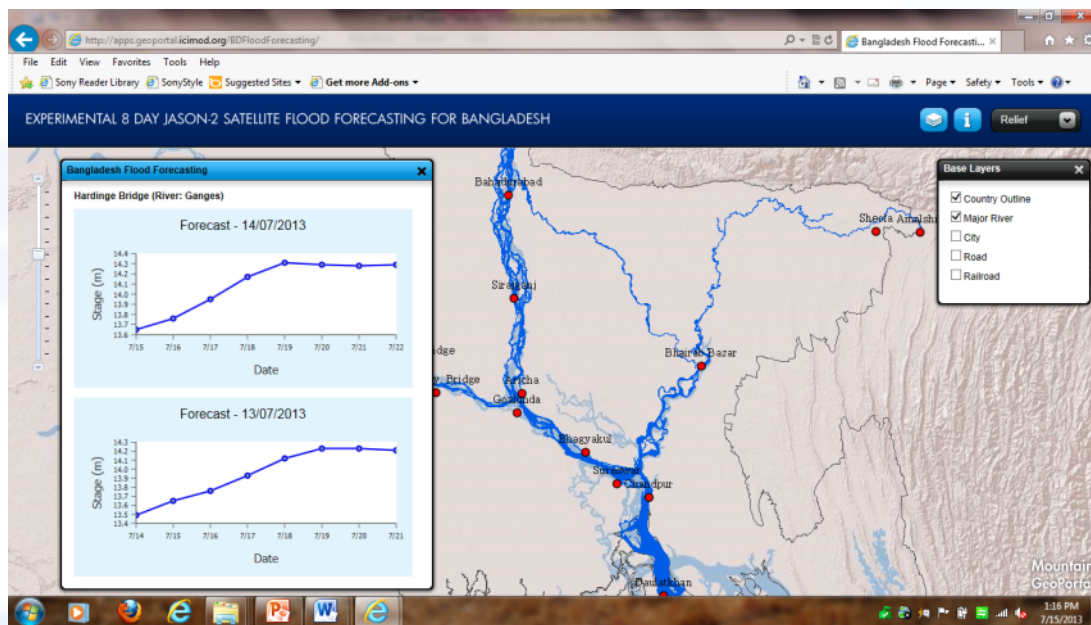 http://apps.geoportal.icimod.org/BDFloodForecasting/
Bangladesh Flood Forecasti...
File Edit View Favorites Tools Help
Sony Reader Library SonyStyle Suggested Sites Get more Add-ons
Page Safety Tools
EXPERIMENTAL 8 DAY JASON-2 SATELLITE FLOOD FORECASTING FOR BANGLADESH
Relief
Bangladesh Flood Forecasting
Hardinge Bridge (River: Ganges)
Forecast - 14/07/2013
Stage (m)
14.4
14.3
14.2
14.1
14.0
13.9
13.8
13.7
13.6
7/15 7/16 7/17 7/18 7/19 7/20 7/21 7/22
Date
Forecast - 13/07/2013
Stage (m)
14.3
14.2
14.1
14.0
13.9
13.8
13.7
13.6
13.5
13.4
7/14 7/15 7/16 7/17 7/18 7/19 7/20 7/21
Date
Bahadurabad
Sheola Amalshi
Sirajganj
Bhairab Bazar
idge
Bridge
Aricha
Goalunda
Bhagyakul
Chandpur
Daulatkhan
Base Layers
Country Outline
Major River
City
Road
Railroad
Mountain
GeoPorta
1:16 PM
7/15/2013